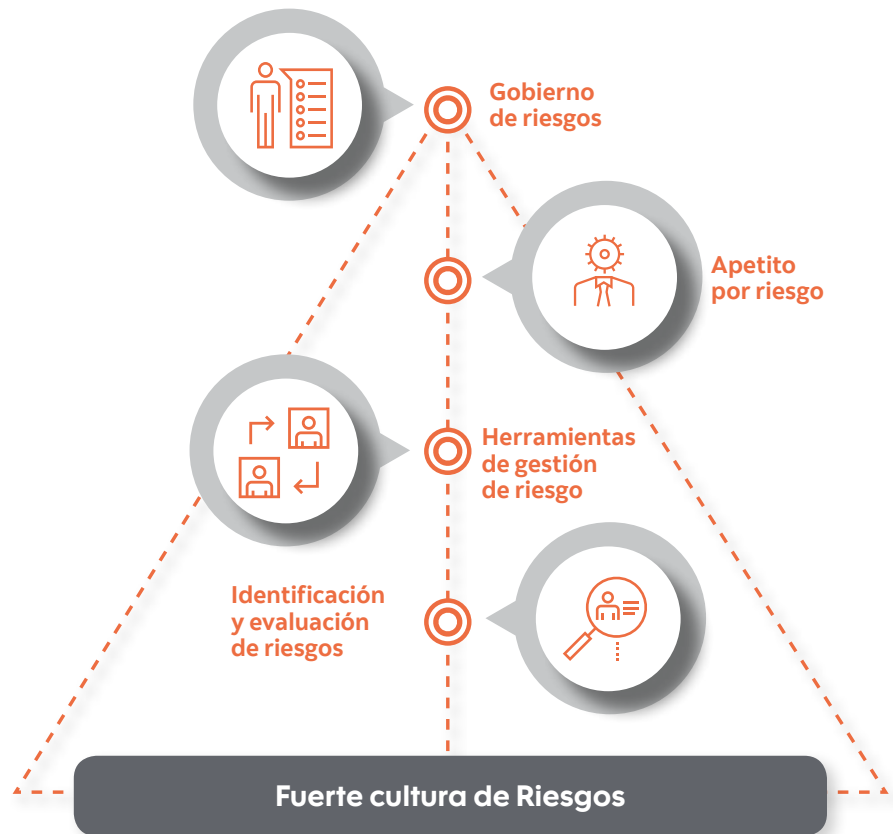 Gobierno
de riesgos
Apetito
por riesgo
Herramientas
de gestión
de riesgo
Identificación
y evaluación
de riesgos
Fuerte cultura de Riesgos